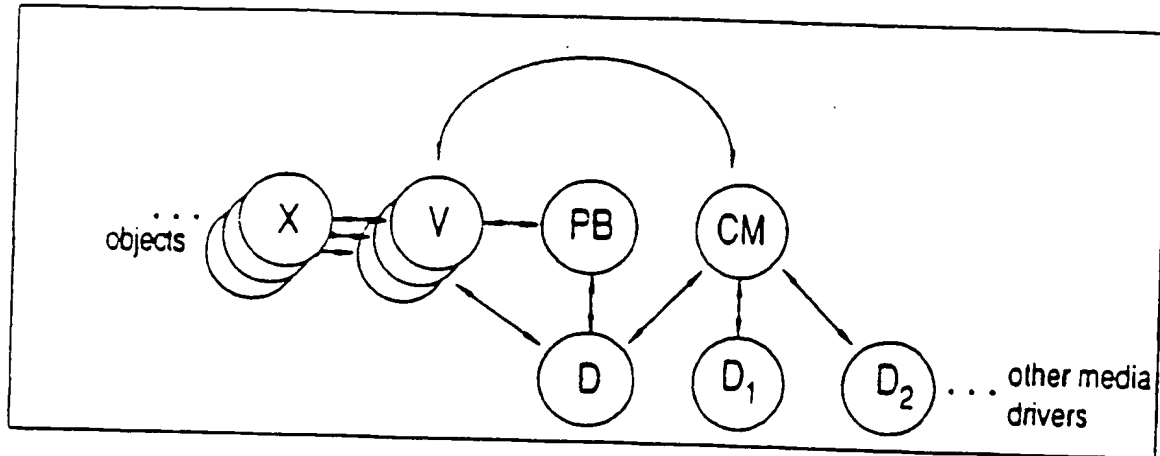 . . .
objects
X
V
PB
CM
D
D₁
D₂
. . . other media
drivers